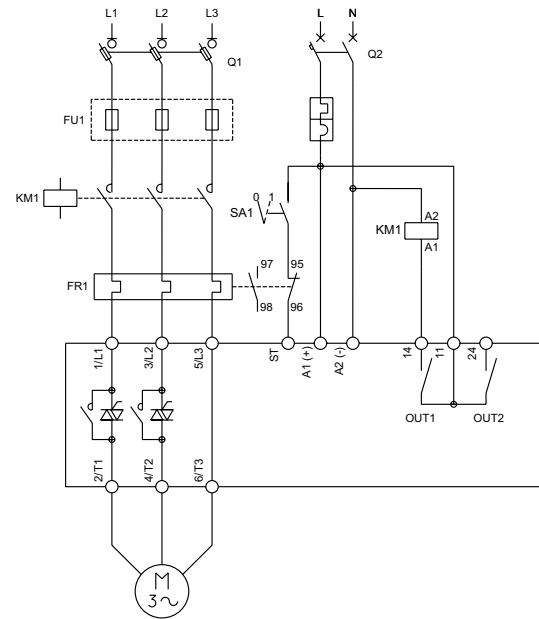 L1 L2 L3 L N
Q1 Q2
FU1
KM1
0 1
SA1
A2
KM1
A1
97 95
FR1
98 96
1/L1 3/L2 5/L3 ST A1 (+) A2 (-) 14 11 24
OUT1 OUT2
2/T1 4/T2 6/T3
M
3~